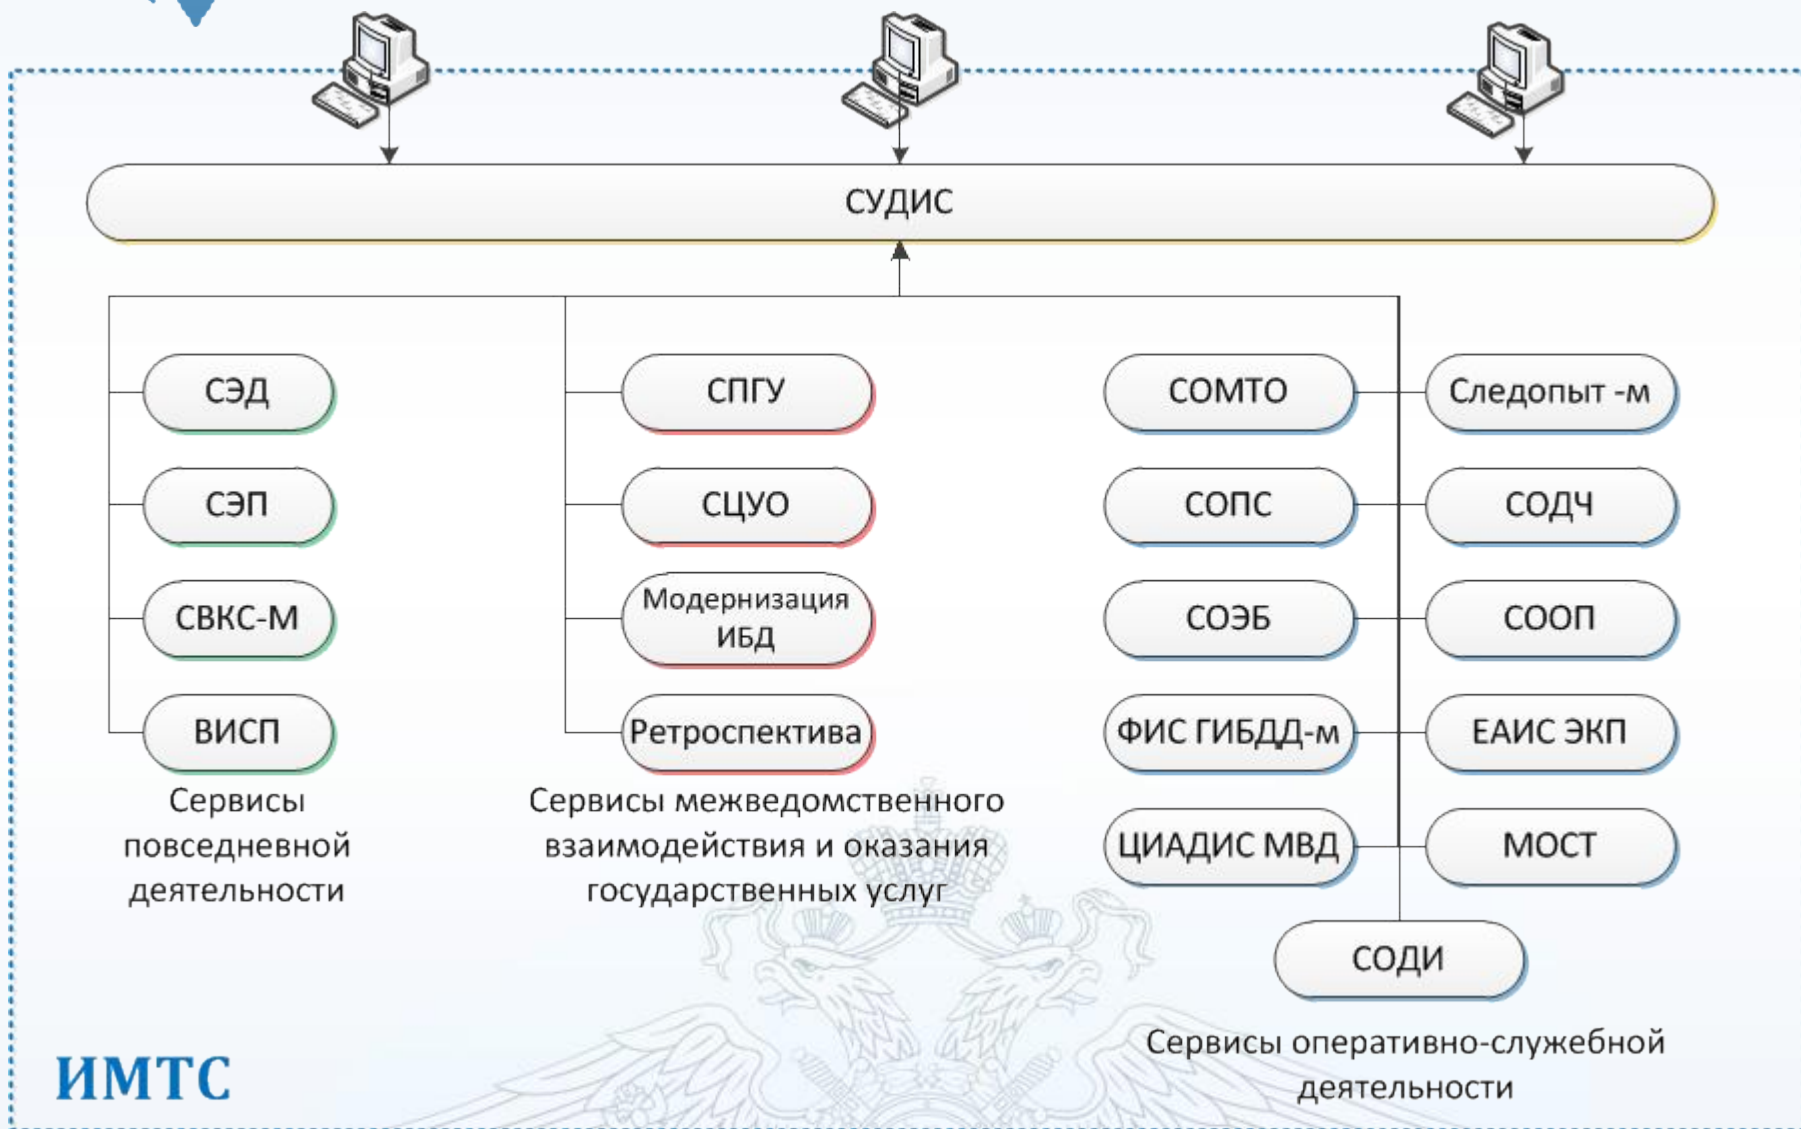 СУДИС
СЭД
СЭП
СВКС-М
ВИСП
Сервисы
повседневной
деятельности
СПГУ
СЦУО
Модернизация
ИБД
Ретроспектива
Сервисы межведомственного
взаимодействия и оказания
государственных услуг
СОМТО
Следопыт -м
СОПС
СОДЧ
СОЭБ
СООП
ФИС ГИБДД-м
ЕАИС ЭКП
ЦИАДИС МВД
МОСТ
СОДИ
Сервисы оперативно-служебной
деятельности
ИМТС